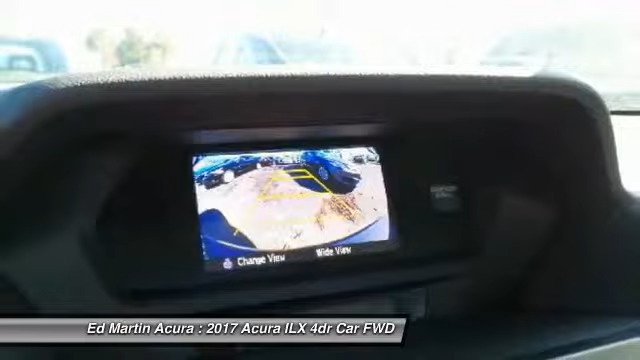 Change View
Wide View
Ed Martin Acura : 2017 Acura ILX 4dr Car FWD